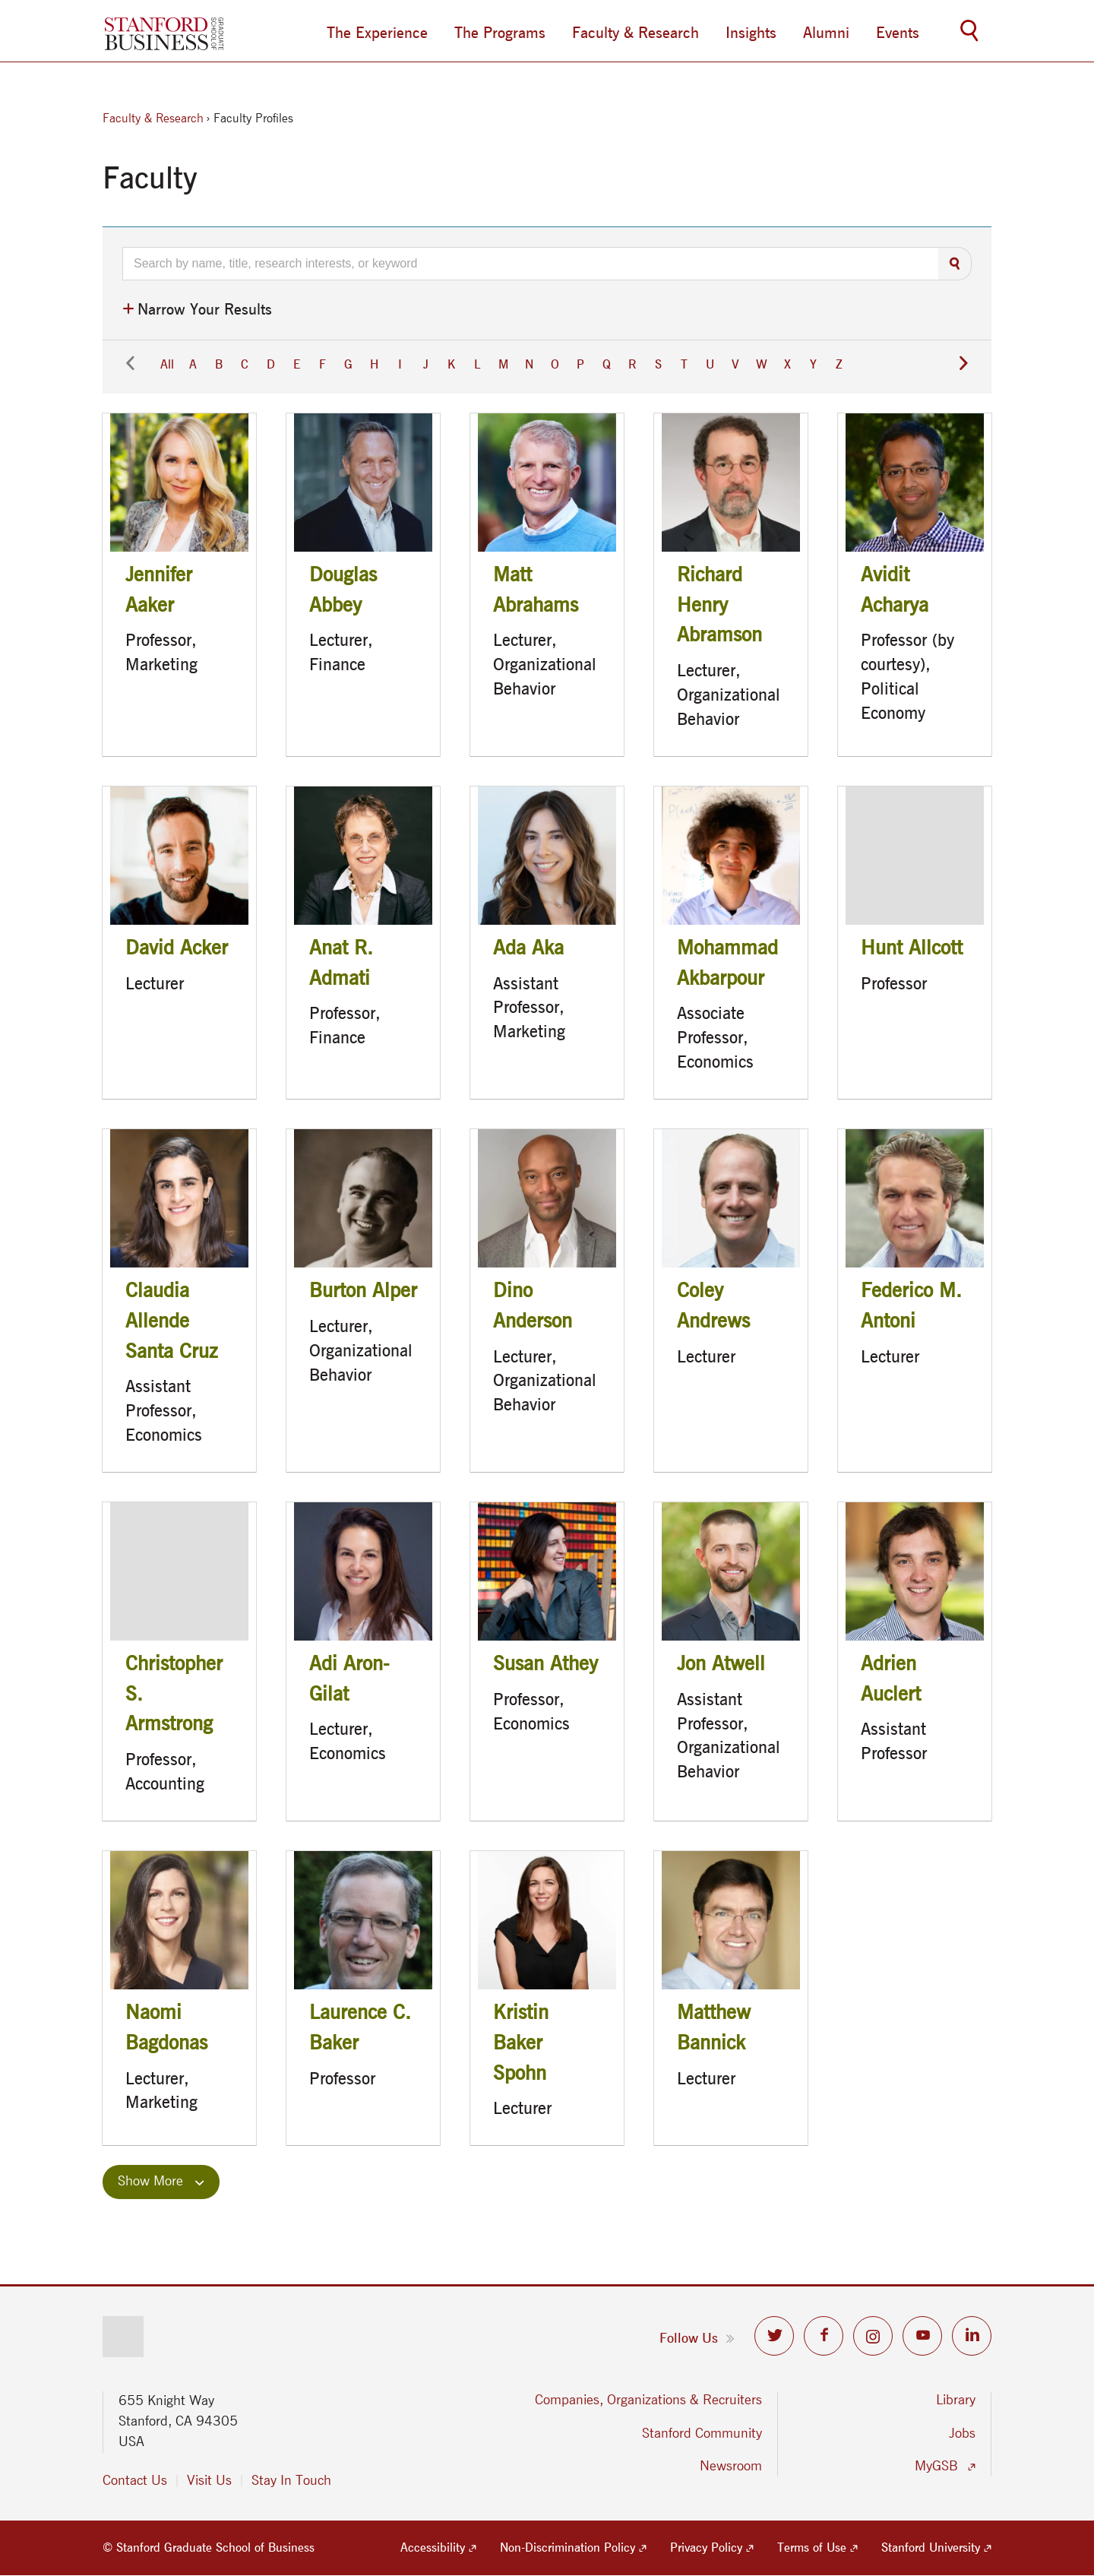 STANFORD
BUSINESS
GRADUATE
SCHOOL OF
The Experience
The Programs
Faculty & Research
Insights
Alumni
Events
Faculty & Research › Faculty Profiles
Faculty
Search by name, title, research interests, or keyword
+ Narrow Your Results
All A B C D E F G H I J K L M N O P Q R S T U V W X Y Z
Jennifer
Aaker
Professor,
Marketing
Douglas
Abbey
Lecturer,
Finance
Matt
Abrahams
Lecturer,
Organizational
Behavior
Richard
Henry
Abramson
Lecturer,
Organizational
Behavior
Avidit
Acharya
Professor (by
courtesy),
Political
Economy
David Acker
Lecturer
Anat R.
Admati
Professor,
Finance
Ada Aka
Assistant
Professor,
Marketing
Mohammad
Akbarpour
Associate
Professor,
Economics
Hunt Allcott
Professor
Claudia
Allende
Santa Cruz
Assistant
Professor,
Economics
Burton Alper
Lecturer,
Organizational
Behavior
Dino
Anderson
Lecturer,
Organizational
Behavior
Coley
Andrews
Lecturer
Federico M.
Antoni
Lecturer
Christopher
S.
Armstrong
Professor,
Accounting
Adi Aron-
Gilat
Lecturer,
Economics
Susan Athey
Professor,
Economics
Jon Atwell
Assistant
Professor,
Organizational
Behavior
Adrien
Auclert
Assistant
Professor
Naomi
Bagdonas
Lecturer,
Marketing
Laurence C.
Baker
Professor
Kristin
Baker
Spohn
Lecturer
Matthew
Bannick
Lecturer
Show More
Follow Us
655 Knight Way
Stanford, CA 94305
USA
Contact Us | Visit Us | Stay In Touch
Companies, Organizations & Recruiters
Stanford Community
Newsroom
Library
Jobs
MyGSB
© Stanford Graduate School of Business
Accessibility
Non-Discrimination Policy
Privacy Policy
Terms of Use
Stanford University